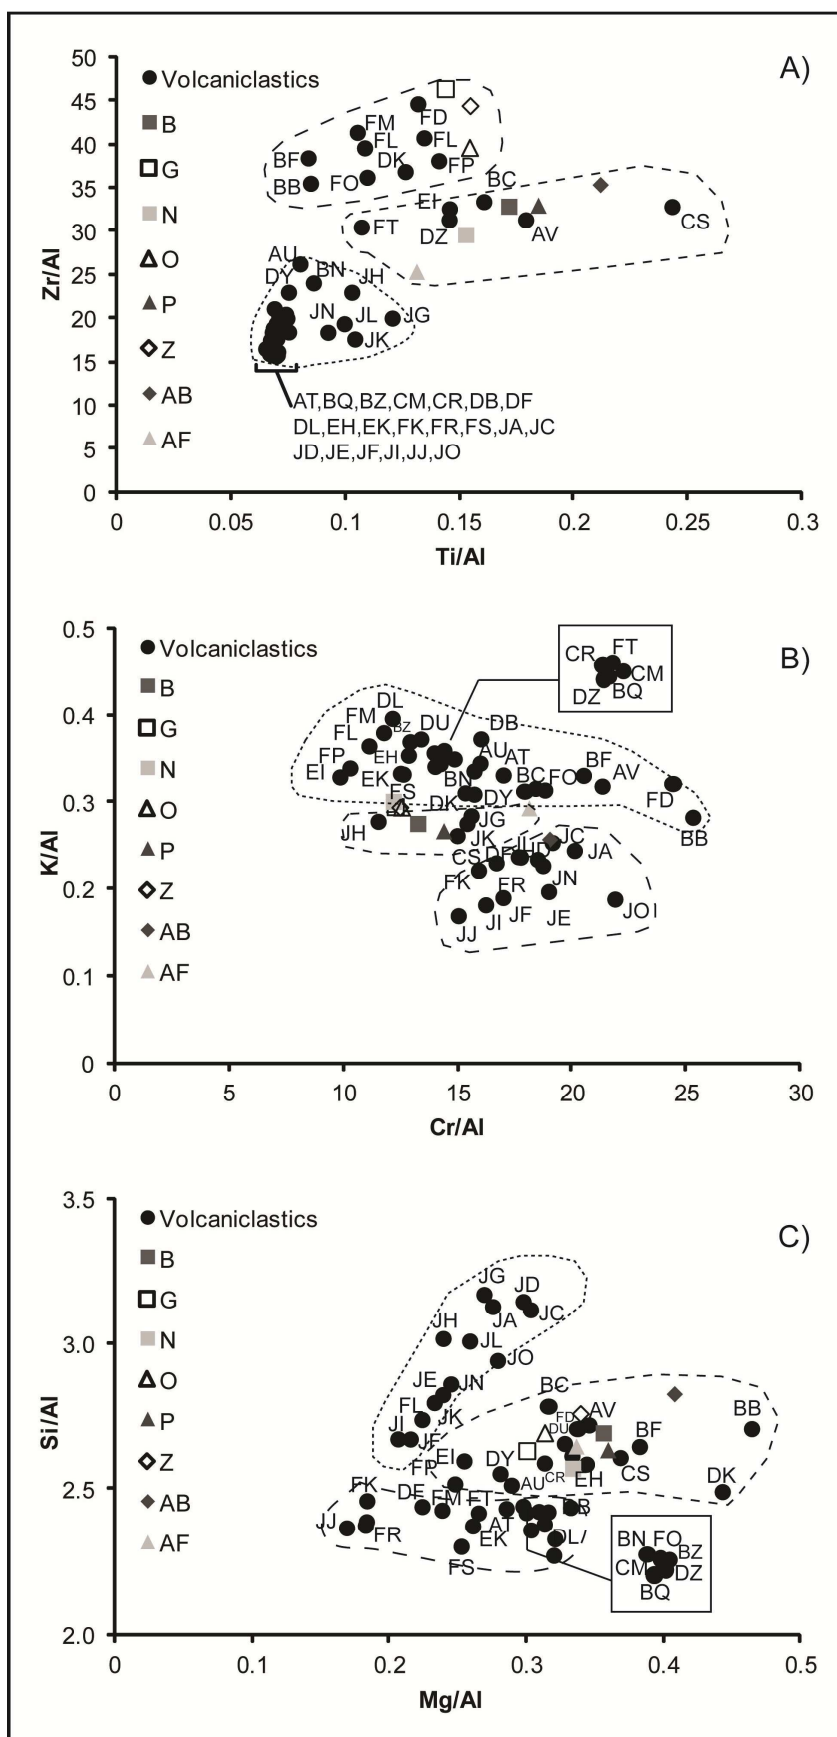 A)
50
45
40
35
30
25
20
15
10
5
0
Zr/Al
Volcaniclastics
B
G
N
O
P
Z
AB
AF
FD
FM
FL
FL
BF
DK
FP
BB
FO
BC
EI
CS
FT
DZ
AV
AU
BN
DY
JH
JN
JL
JG
JK
AT,BQ,BZ,CM,CR,DB,DF
DL,EH,EK,FK,FR,FS,JA,JC
JD,JE,JF,JI,JJ,JO
0
0.05
0.1
0.15
0.2
0.25
0.3
Ti/Al
B)
0.5
0.4
0.3
0.2
0.1
0
K/Al
Volcaniclastics
B
G
N
O
P
Z
AB
AF
CR
FT
CM
DZ
BQ
DL
FM
BZ
DU
DB
FL
FP
EH
AU
AT
EI
EK
BN
BC
FO
BF
AV
FS
DK
DY
FD
JG
BB
JH
JK
JC
CS
JA
FK
FR
JN
JJ
JI
JF
JE
JO
0
5
10
15
20
25
30
Cr/Al
C)
3.5
3.0
2.5
2.0
Si/Al
Volcaniclastics
B
G
N
O
P
Z
AB
AF
JG
JD
JA
JC
JH
JL
JO
JE
JN
BC
FL
JK
FD
AV
JI
JF
DU
BF
BB
FP
EI
DY
CR
EH
CS
DK
FK
DF
FM
FT
AU
JJ
FR
EK
AT
DL
FS
BN FO
BZ
CM
DZ
BQ
0
0.1
0.2
0.3
0.4
0.5
Mg/Al